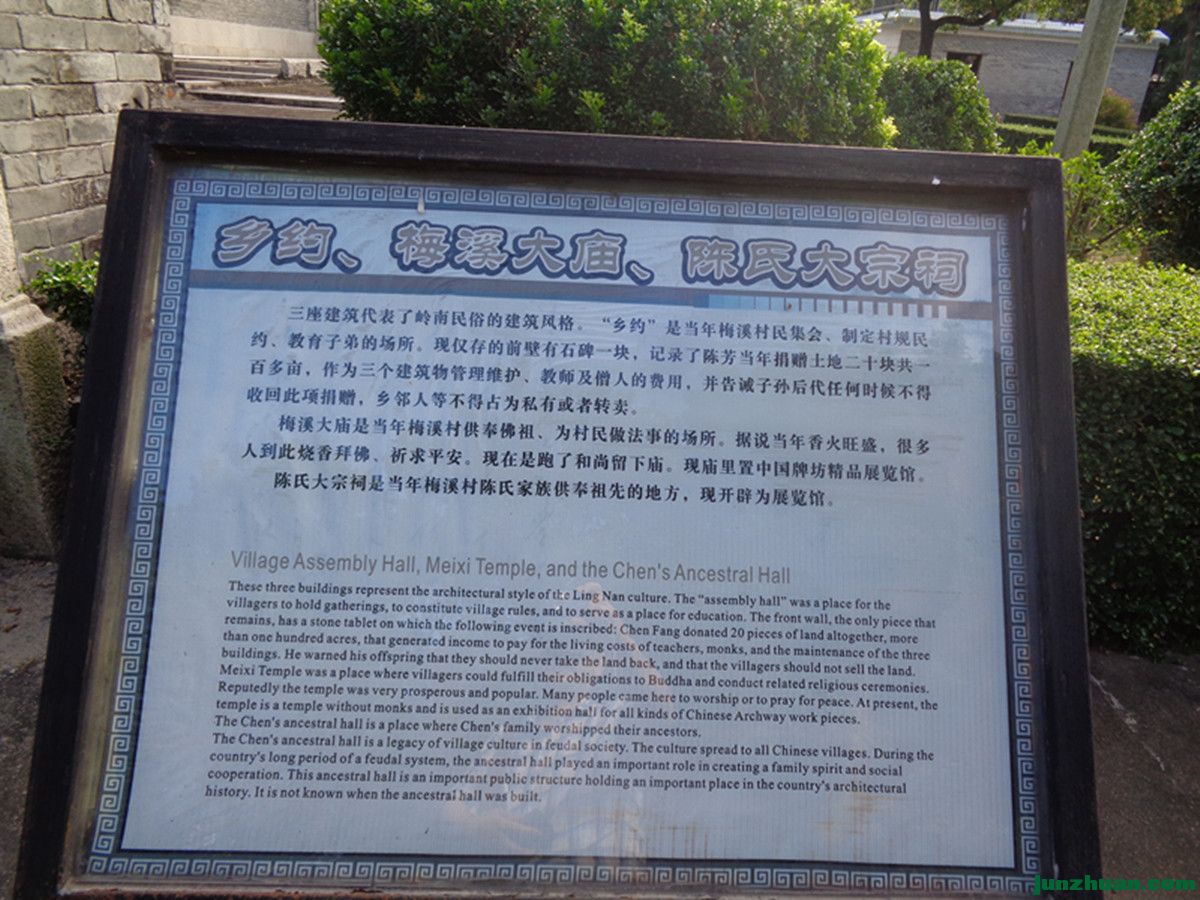 乡约、梅溪大庙、陈氏大宗祠
三座建筑代表了岭南民俗的建筑风格。“乡约”是当年梅溪村民集会、制定村规民
约、教育子弟的场所。现仅存的前壁有石碑一块，记录了陈芳当年捐赠土地二十块共一
百多亩，作为三个建筑物管理维护、教师及僧人的费用，并告诫子孙后代任何时候不得
收回此项捐赠，乡邻人等不得占为私有或者转卖。
梅溪大庙是当年梅溪村供奉佛祖、为村民做法事的场所。据说当年香火旺盛，很多
人到此烧香拜佛、祈求平安。现在是跑了和尚留下庙。现庙里置中国牌坊精品展览馆。
陈氏大宗祠是当年梅溪村陈氏家族供奉祖先的地方，现开辟为展览馆。
Village Assembly Hall, Meixi Temple, and the Chen's Ancestral Hall
These three buildings represent the architectural style of the Ling Nan culture. The “assembly hall” was a place for the
villagers to hold gatherings, to constitute village rules, and to serve as a place for education. The front wall, the only piece that
remains, has a stone tablet on which the following event is inscribed: Chen Fang donated 20 pieces of land altogether, more
than one hundred acres, that generated income to pay for the living costs of teachers, monks, and the maintenance of the three
buildings. He warned his offspring that they should never take the land back, and that the villagers should not sell the land.
Meixi Temple was a place where villagers could fulfill their obligations to Buddha and conduct related religious ceremonies.
Reputedly the temple was very prosperous and popular. Many people came here to worship or to pray for peace. At present, the
temple is a temple without monks and is used as an exhibition hall for all kinds of Chinese Archway work pieces.
The Chen's ancestral hall is a place where Chen's family worshipped their ancestors.
The Chen's ancestral hall is a legacy of village culture in feudal society. The culture spread to all Chinese villages. During the
country's long period of a feudal system, the ancestral hall played an important role in creating a family spirit and social
cooperation. This ancestral hall is an important public structure holding an important place in the country's architectural
history. It is not known when the ancestral hall was built.
junzhuan.com